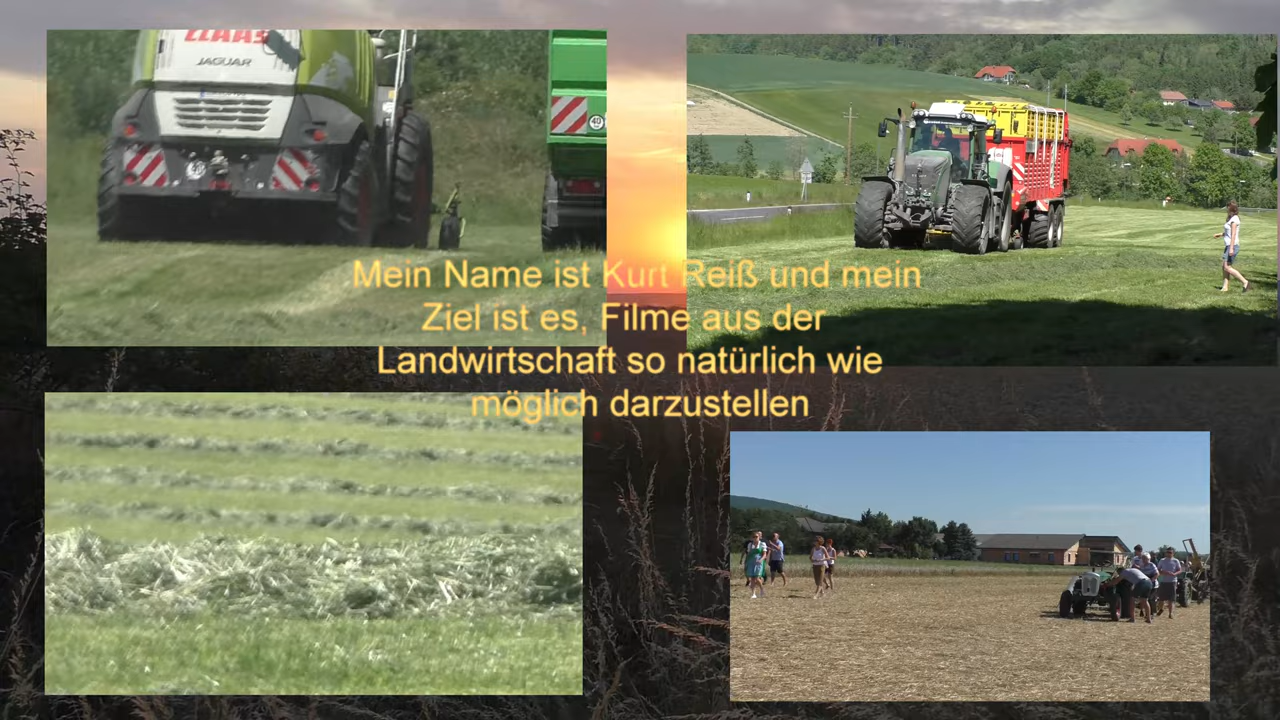 CLAAS
JAGUAR
40
Mein Name ist Kurt Reiß und mein
Ziel ist es, Filme aus der
Landwirtschaft so natürlich wie
möglich darzustellen